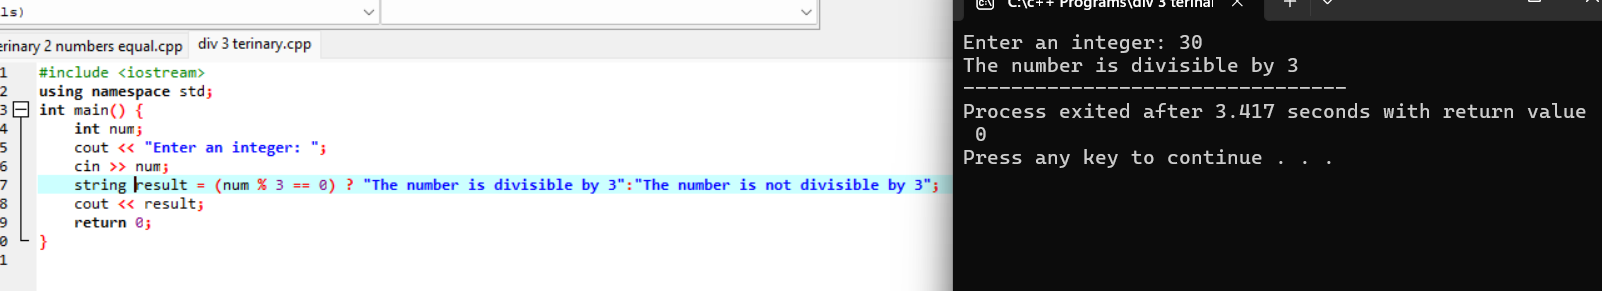 ls)
erinary 2 numbers equal.cpp div 3 terinary.cpp
1 #include <iostream>
2 using namespace std;
3 int main() {
4 int num;
5 cout << "Enter an integer: ";
6 cin >> num;
7 string result = (num % 3 == 0) ? "The number is divisible by 3":"The number is not divisible by 3";
8 cout << result;
9 return 0;
0 }
1
C:\c++ Programs\div 3 terinar
Enter an integer: 30
The number is divisible by 3
--------------------------------
Process exited after 3.417 seconds with return value
0
Press any key to continue . . .